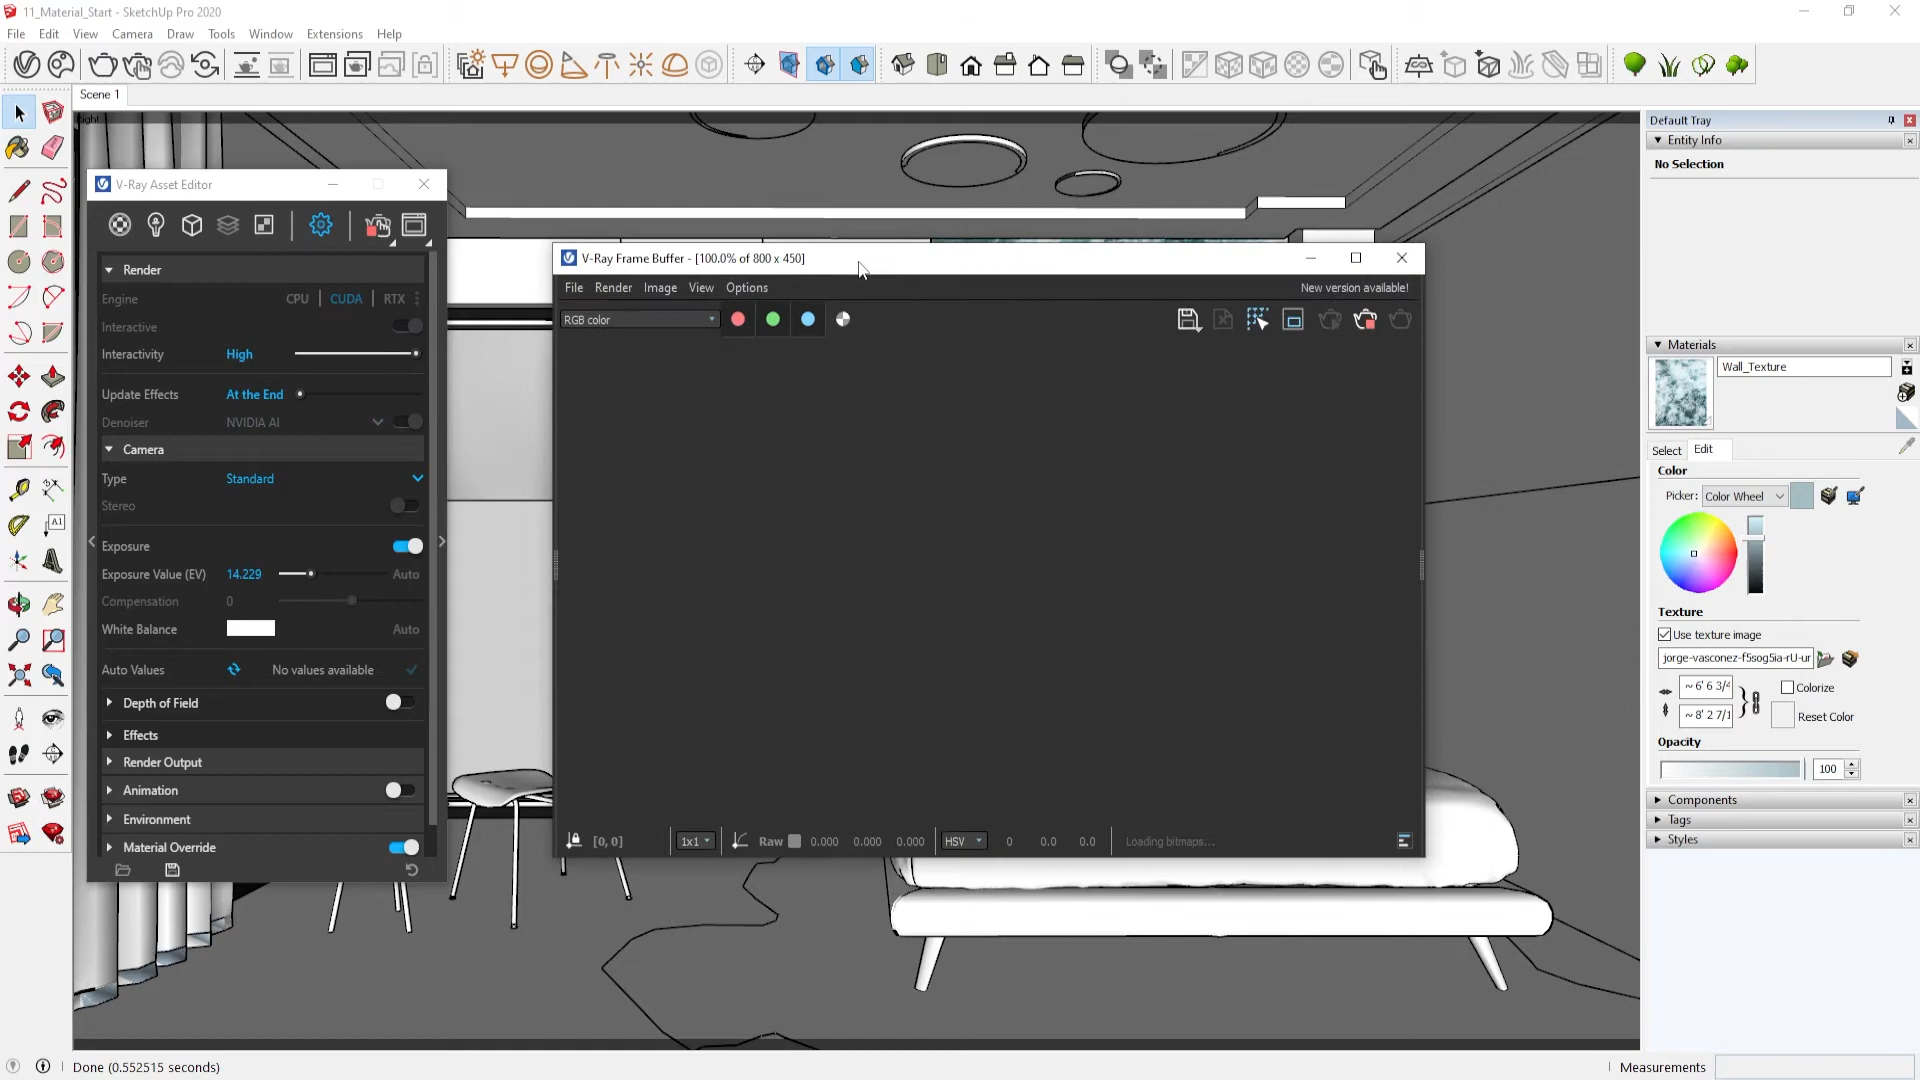 11_Material_Start - SketchUp Pro 2020
File Edit View Camera Draw Tools Window Extensions Help
Scene 1
Right
V-Ray Asset Editor
Render
Engine CPU CUDA RTX
Interactive
Interactivity High
Update Effects At the End
Denoiser NVIDIA AI
Camera
Type Standard
Stereo
Exposure
Exposure Value (EV) 14.229 Auto
Compensation 0
White Balance Auto
Auto Values No values available
Depth of Field
Effects
Render Output
Animation
Environment
Material Override
V-Ray Frame Buffer - [100.0% of 800 x 450]
File Render Image View Options New version available!
RGB color
[0, 0] 1x1 Raw 0.000 0.000 0.000 HSV 0 0.0 0.0 Loading bitmaps...
Default Tray
Entity Info
No Selection
Materials
Wall_Texture
Select Edit
Color
Picker: Color Wheel
Texture
Use texture image
jorge-vasconez-f5sog5ia-rU-ur
~ 6' 6 3/4 Colorize
~ 8' 2 7/1 Reset Color
Opacity
100
Components
Tags
Styles
Done (0.552515 seconds)
Measurements